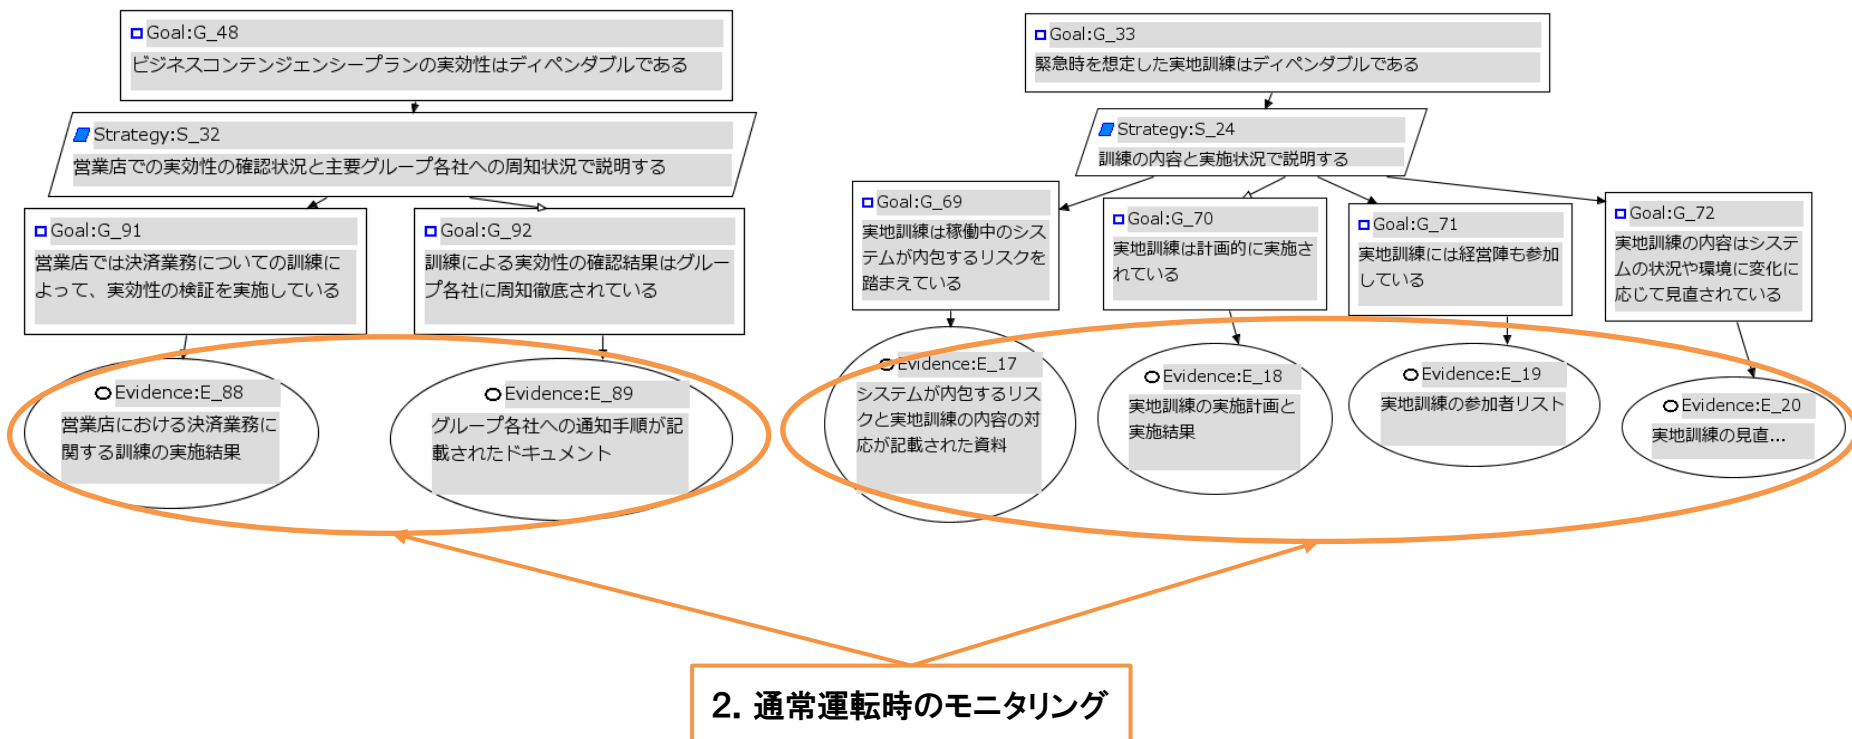 Goal:G_48
ビジネスコンテンジェンシープランの実効性はディペンダブルである
Strategy:S_32
営業店での実効性の確認状況と主要グループ各社への周知状況で説明する
Goal:G_91
営業店では決済業務についての訓練に
よって、実効性の検証を実施している
Goal:G_92
訓練による実効性の確認結果はグルー
プ各社に周知徹底されている
Evidence:E_88
営業店における決済業務に
関する訓練の実施結果
Evidence:E_89
グループ各社への通知手順が記
載されたドキュメント
Goal:G_33
緊急時を想定した実地訓練はディペンダブルである
Strategy:S_24
訓練の内容と実施状況で説明する
Goal:G_69
実地訓練は稼働中のシス
テムが内包するリスクを
踏まえている
Goal:G_70
実地訓練は計画的に実施さ
れている
Goal:G_71
実地訓練には経営陣も参加
している
Goal:G_72
実地訓練の内容はシステ
ムの状況や環境に変化に
応じて見直されている
Evidence:E_17
システムが内包するリス
クと実地訓練の内容の対
応が記載された資料
Evidence:E_18
実地訓練の実施計画と
実施結果
Evidence:E_19
実地訓練の参加者リスト
Evidence:E_20
実地訓練の見直...
2. 通常運転時のモニタリング